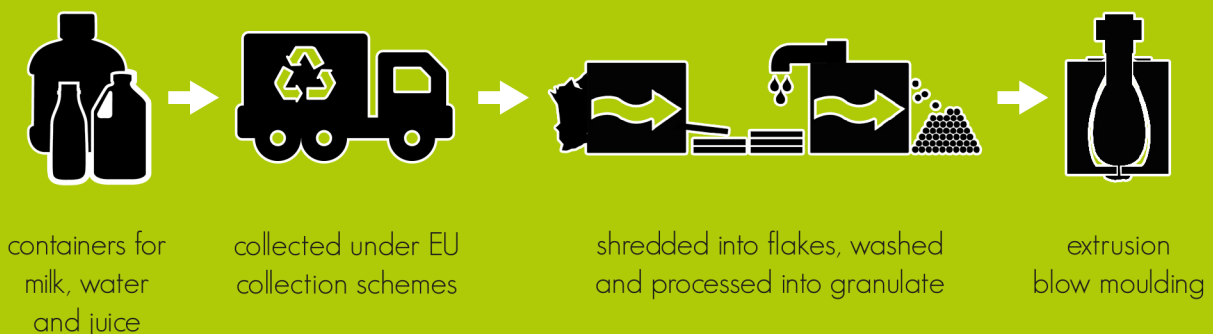 containers for
milk, water
and juice
collected under EU
collection schemes
shredded into flakes, washed
and processed into granulate
extrusion
blow moulding